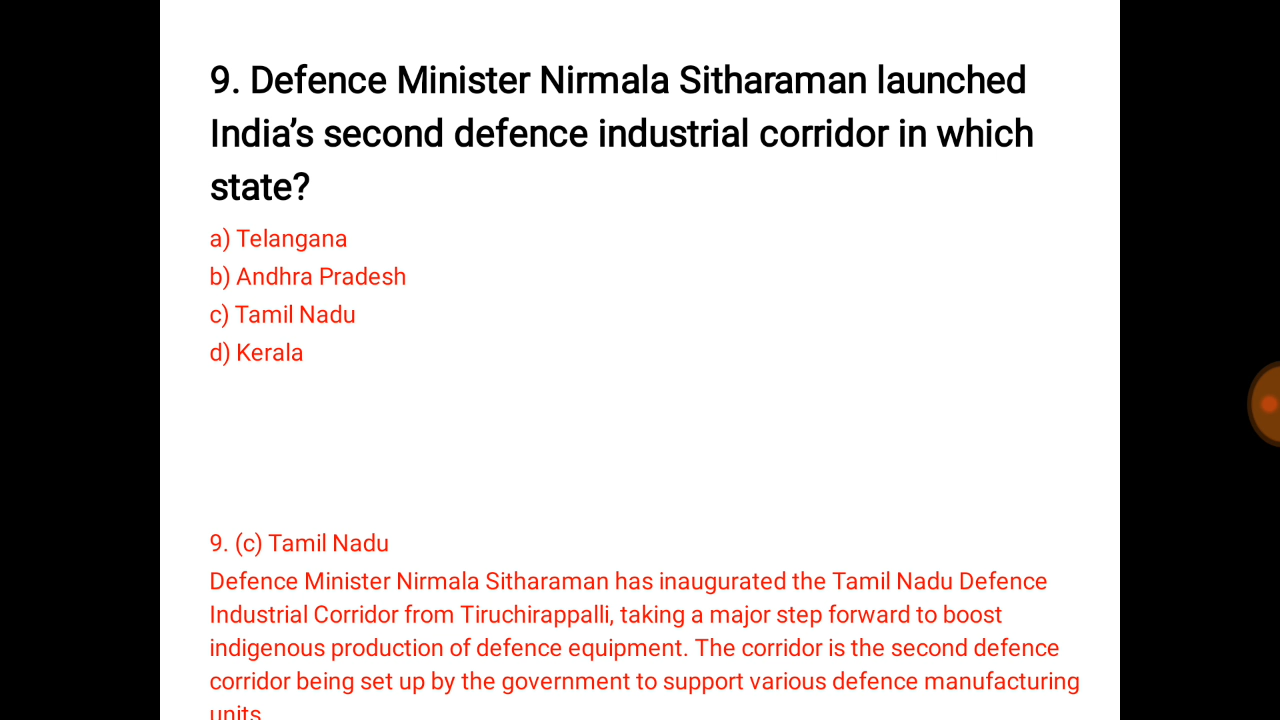 9. Defence Minister Nirmala Sitharaman launched
India’s second defence industrial corridor in which
state?
a) Telangana
b) Andhra Pradesh
c) Tamil Nadu
d) Kerala
9. (c) Tamil Nadu
Defence Minister Nirmala Sitharaman has inaugurated the Tamil Nadu Defence
Industrial Corridor from Tiruchirappalli, taking a major step forward to boost
indigenous production of defence equipment. The corridor is the second defence
corridor being set up by the government to support various defence manufacturing
units